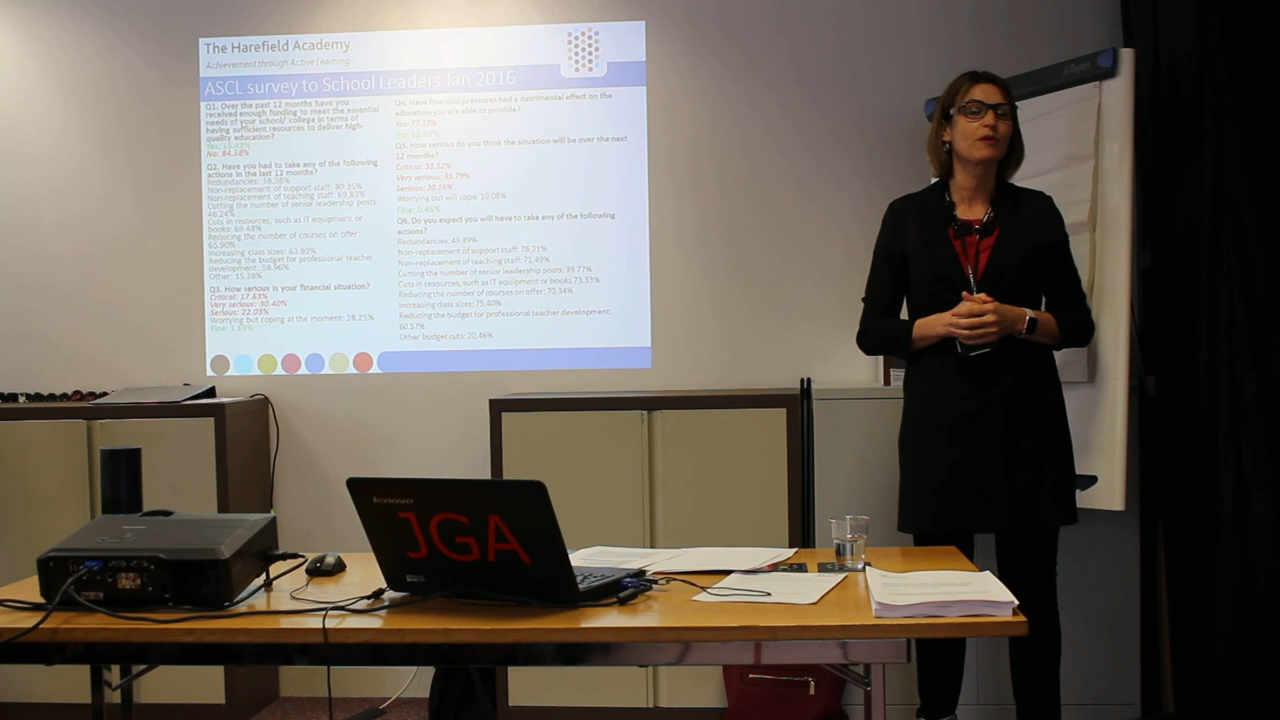 The Harefield Academy
Achievement through Active Learning
ASCL survey to School Leaders Jan 2016
Q1. Over the past 12 months have you
received enough funding to meet the essential
needs of your school/ college in terms of
having sufficient resources to deliver high-
quality education?
Yes: 15.42%
No: 84.58%
Q2. Have you had to take any of the following
actions in the last 12 months?
Redundancies: 38.38%
Non-replacement of support staff: 80.35%
Non-replacement of teaching staff: 69.83%
Cutting the number of senior leadership posts:
46.24%
Cuts in resources, such as IT equipment or
books: 69.48%
Reducing the number of courses on offer:
65.90%
Increasing class sizes: 63.93%
Reducing the budget for professional teacher
development: 58.96%
Other: 15.38%
Q3. How serious is your financial situation?
Critical: 17.63%
Very serious: 30.40%
Serious: 22.03%
Worrying but coping at the moment: 28.25%
Fine: 1.69%
Q4. Have financial pressures had a detrimental effect on the
education you are able to provide?
Yes: 77.13%
No: 22.87%
Q5. How serious do you think the situation will be over the next
12 months?
Critical: 33.52%
Very serious: 35.79%
Serious: 20.16%
Worrying but will cope: 10.08%
Fine: 0.45%
Q6. Do you expect you will have to take any of the following
actions?
Redundancies: 49.89%
Non-replacement of support staff: 76.21%
Non-replacement of teaching staff: 71.49%
Cutting the number of senior leadership posts: 39.77%
Cuts in resources, such as IT equipment or books 73.33%
Reducing the number of courses on offer: 70.34%
Increasing class sizes: 75.40%
Reducing the budget for professional teacher development:
60.57%
Other budget cuts: 20.46%
lenovo
JGA